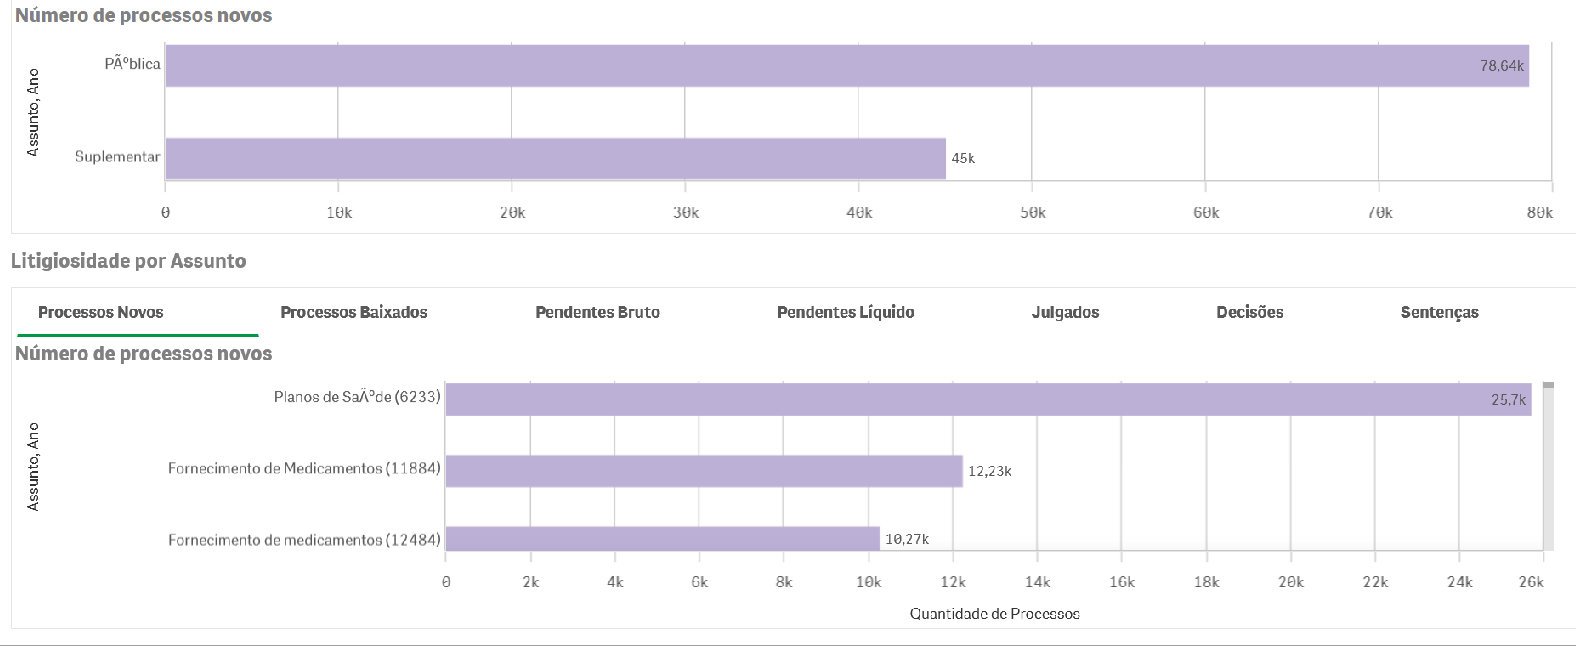 Número de processos novos
PÃºblica
78,64k
Assunto, Ano
Suplementar
45k
0 10k 20k 30k 40k 50k 60k 70k 80k
Litigiosidade por Assunto
Processos Novos Processos Baixados Pendentes Bruto Pendentes Líquido Julgados Decisões Sentenças
Número de processos novos
Planos de SaÃºde (6233)
25,7k
Assunto, Ano
Fornecimento de Medicamentos (11884)
12,23k
Fornecimento de medicamentos (12484)
10,27k
0 2k 4k 6k 8k 10k 12k 14k 16k 18k 20k 22k 24k 26k
Quantidade de Processos